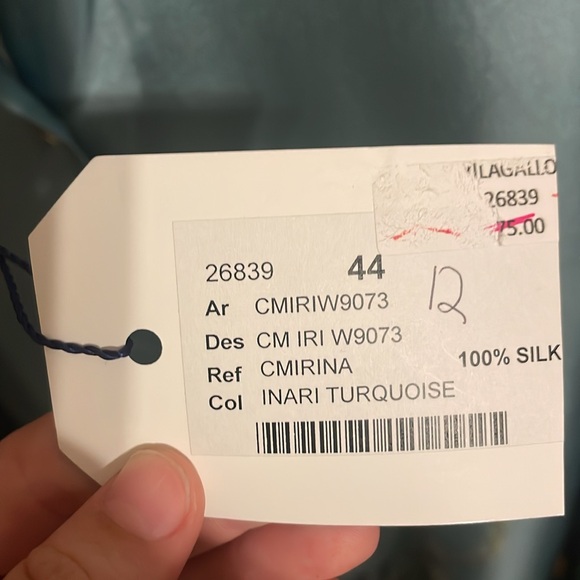 VILAGALLO
26839
75.00
26839 44
12
Ar CMIRIW9073
Des CM IRI W9073
Ref CMIRINA
100% SILK
Col INARI TURQUOISE